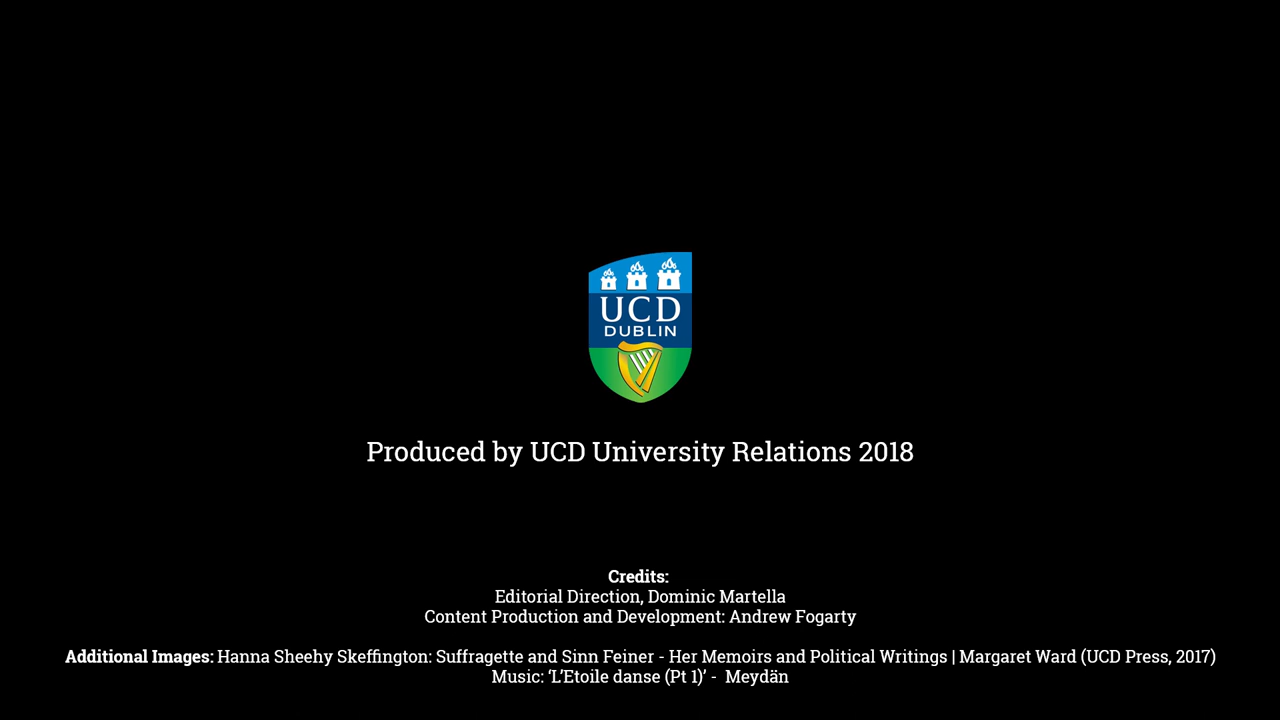 UCD
DUBLIN
Produced by UCD University Relations 2018
Credits:
Editorial Direction, Dominic Martella
Content Production and Development: Andrew Fogarty
Additional Images: Hanna Sheehy Skeffington: Suffragette and Sinn Feiner - Her Memoirs and Political Writings | Margaret Ward (UCD Press, 2017)
Music: ‘L’Etoile danse (Pt 1)’ -  Meydän